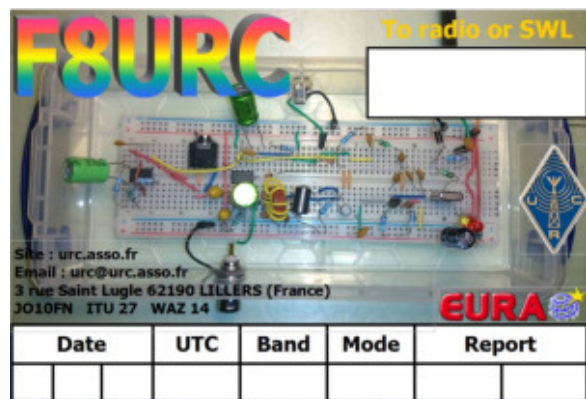 F8URC
To radio or SWL
U
R
C
Site : urc.asso.fr
Email : urc@urc.asso.fr
3 rue Saint Lugle 62190 LILLERS (France)
JO10FN ITU 27 WAZ 14
EURA
Date UTC Band Mode Report